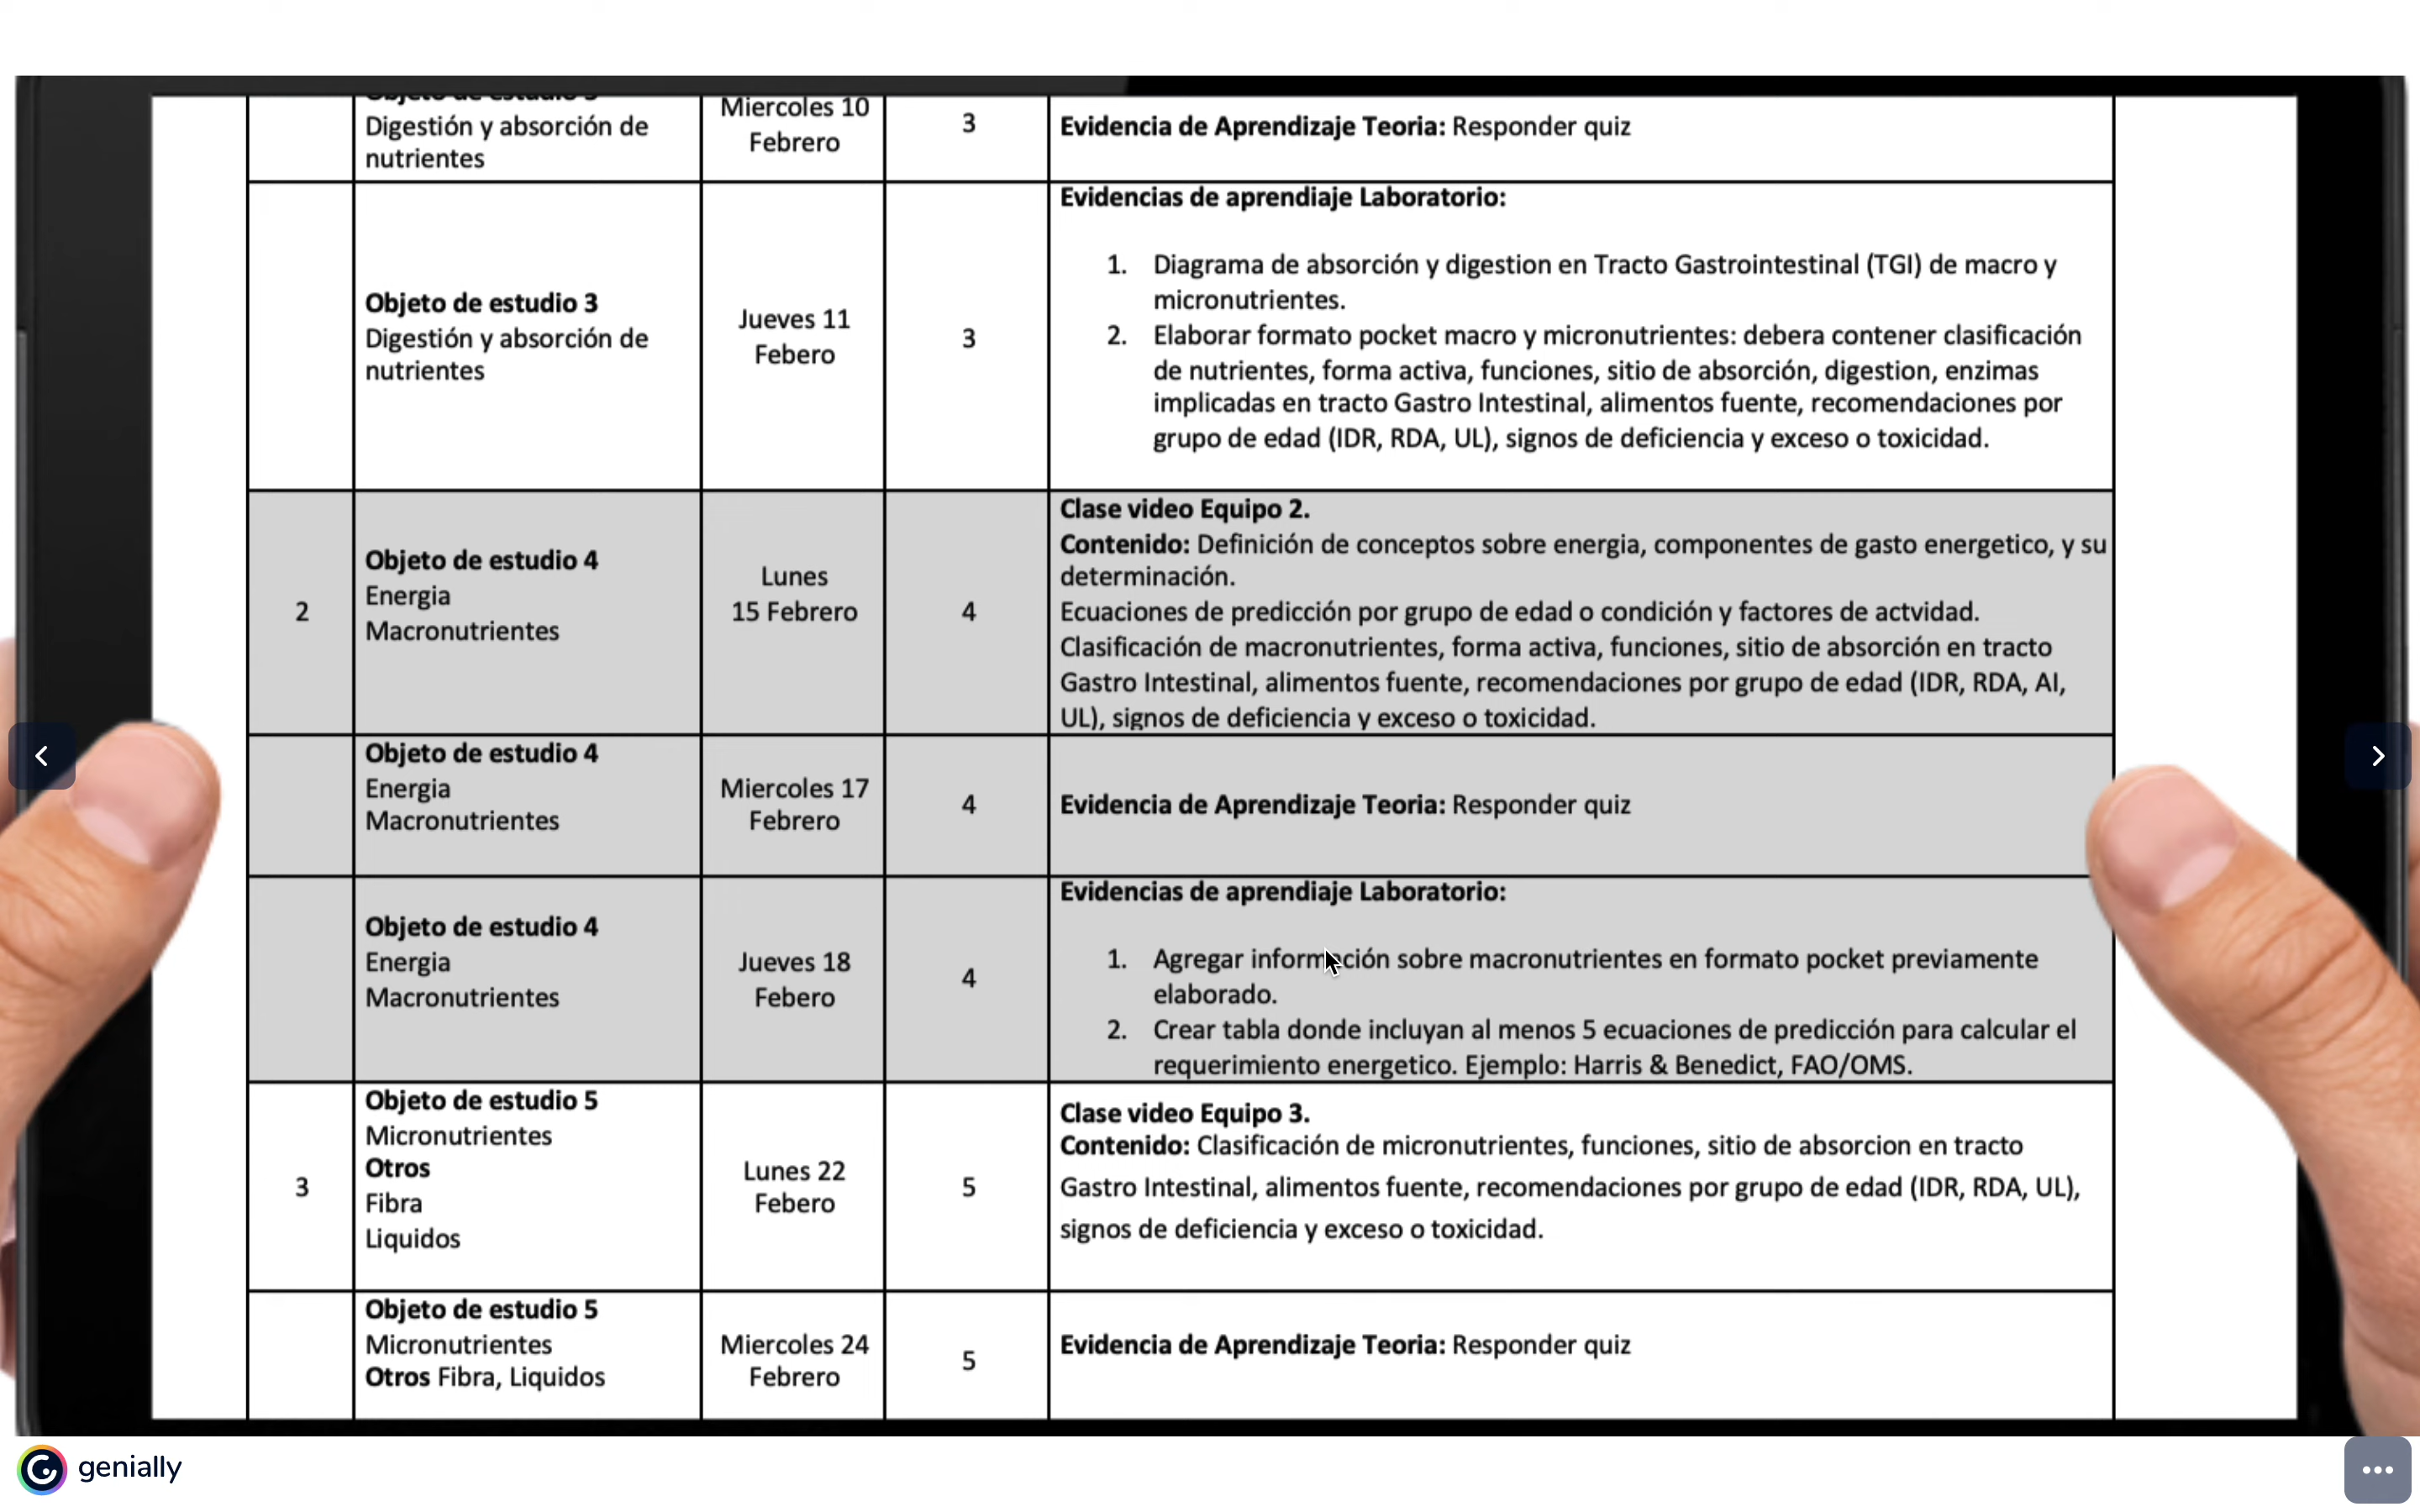 Digestión y absorción de
nutrientes
Miercoles 10
Febrero
3
Evidencia de Aprendizaje Teoria: Responder quiz
Objeto de estudio 3
Digestión y absorción de
nutrientes
Jueves 11
Febero
3
Evidencias de aprendiaje Laboratorio:
1. Diagrama de absorción y digestion en Tracto Gastrointestinal (TGI) de macro y
micronutrientes.
2. Elaborar formato pocket macro y micronutrientes: debera contener clasificación
de nutrientes, forma activa, funciones, sitio de absorción, digestion, enzimas
implicadas en tracto Gastro Intestinal, alimentos fuente, recomendaciones por
grupo de edad (IDR, RDA, UL), signos de deficiencia y exceso o toxicidad.
2
Objeto de estudio 4
Energia
Macronutrientes
Lunes
15 Febrero
4
Clase video Equipo 2.
Contenido: Definición de conceptos sobre energia, componentes de gasto energetico, y su
determinación.
Ecuaciones de predicción por grupo de edad o condición y factores de actvidad.
Clasificación de macronutrientes, forma activa, funciones, sitio de absorción en tracto
Gastro Intestinal, alimentos fuente, recomendaciones por grupo de edad (IDR, RDA, AI,
UL), signos de deficiencia y exceso o toxicidad.
Objeto de estudio 4
Energia
Macronutrientes
Miercoles 17
Febrero
4
Evidencia de Aprendizaje Teoria: Responder quiz
Objeto de estudio 4
Energia
Macronutrientes
Jueves 18
Febero
4
Evidencias de aprendiaje Laboratorio:
1. Agregar información sobre macronutrientes en formato pocket previamente
elaborado.
2. Crear tabla donde incluyan al menos 5 ecuaciones de predicción para calcular el
requerimiento energetico. Ejemplo: Harris & Benedict, FAO/OMS.
3
Objeto de estudio 5
Micronutrientes
Otros
Fibra
Liquidos
Lunes 22
Febero
5
Clase video Equipo 3.
Contenido: Clasificación de micronutrientes, funciones, sitio de absorcion en tracto
Gastro Intestinal, alimentos fuente, recomendaciones por grupo de edad (IDR, RDA, UL),
signos de deficiencia y exceso o toxicidad.
Objeto de estudio 5
Micronutrientes
Otros Fibra, Liquidos
Miercoles 24
Febrero
5
Evidencia de Aprendizaje Teoria: Responder quiz
genially